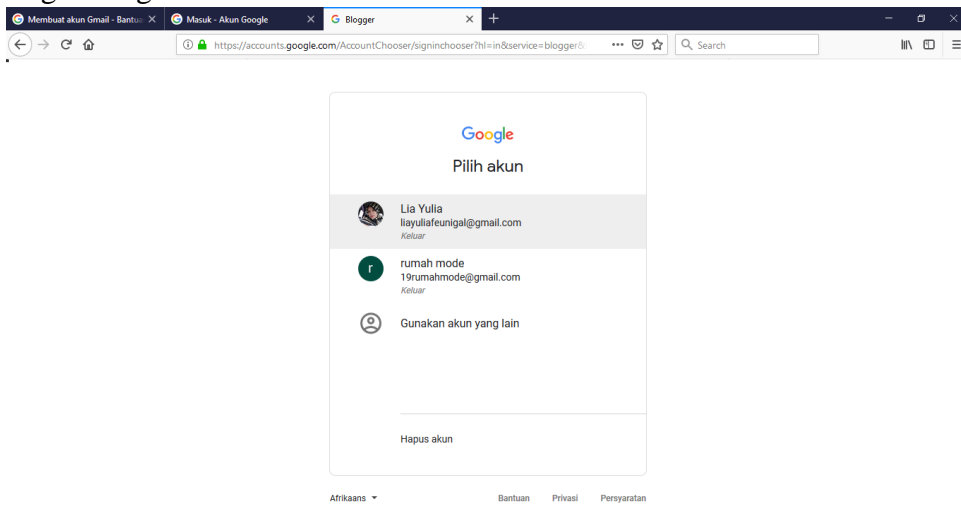 Membuat akun Gmail - Bantua
Masuk - Akun Google
Blogger
https://accounts.google.com/AccountChooser/signinchooser?hl=in&service=blogger&
Search
Google
Pilih akun
Lia Yulia
liayuliafeunigal@gmail.com
Keluar
r
rumah mode
19rumahmode@gmail.com
Keluar
Gunakan akun yang lain
Hapus akun
Afrikaans Bantuan Privasi Persyaratan